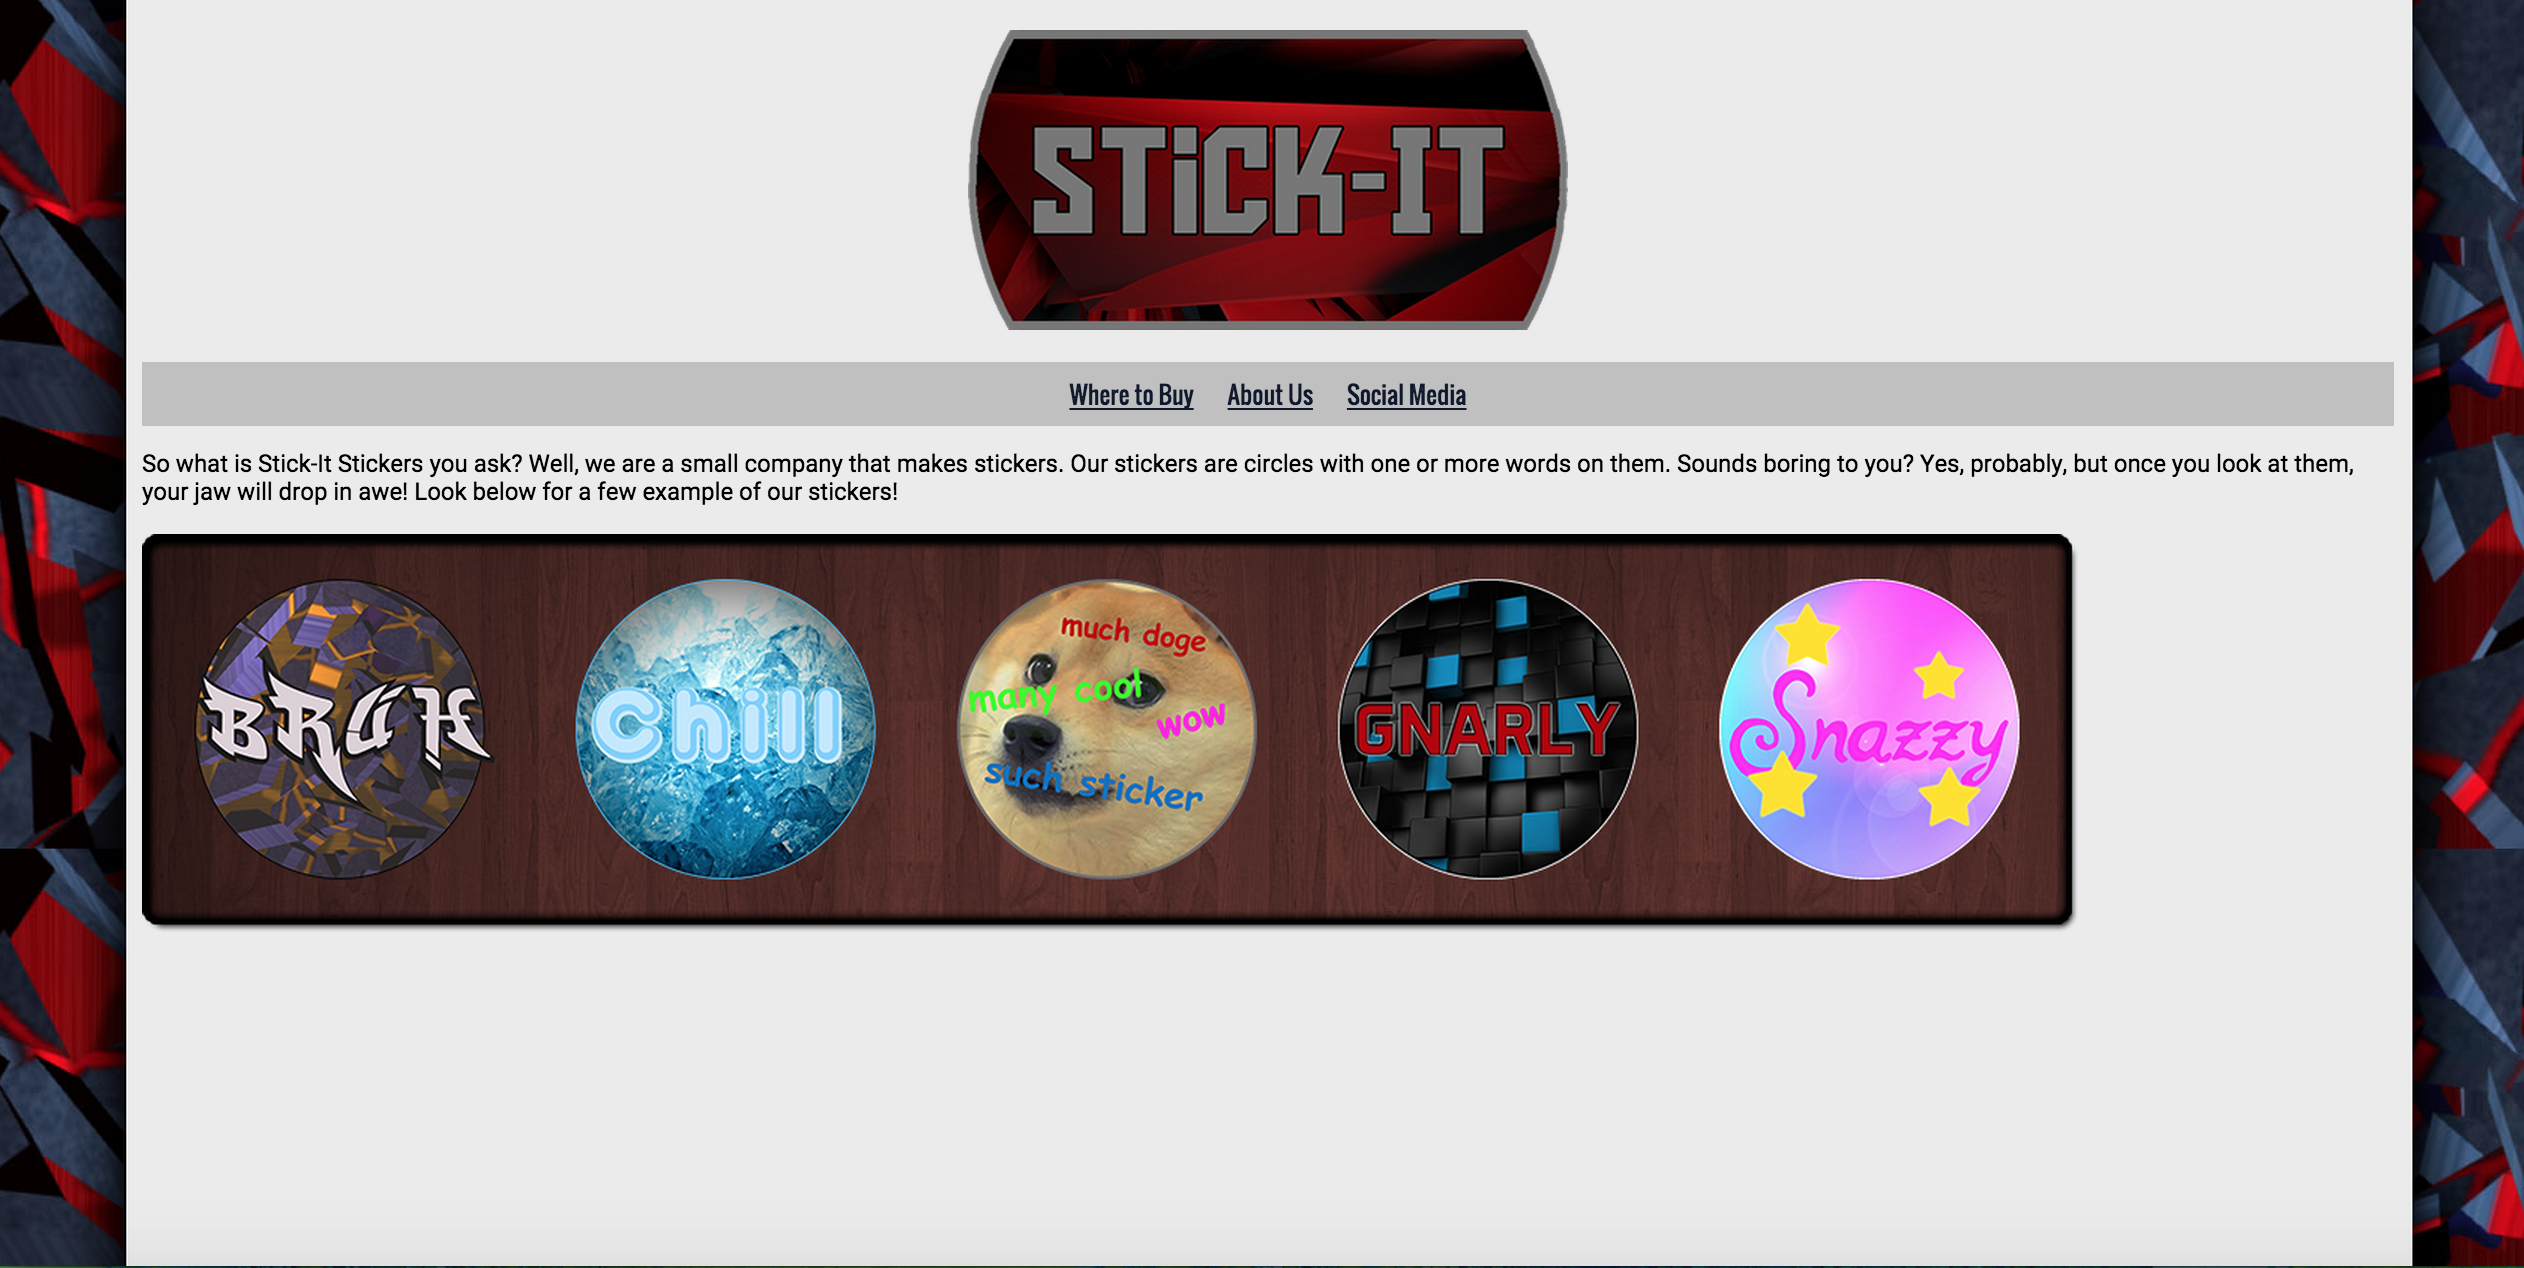 STiCK-IT
Where to Buy About Us Social Media
So what is Stick-It Stickers you ask? Well, we are a small company that makes stickers. Our stickers are circles with one or more words on them. Sounds boring to you? Yes, probably, but once you look at them,
your jaw will drop in awe! Look below for a few example of our stickers!
BRUH
Chill
much doge
many cool
wow
such sticker
GNARLY
Snazzy